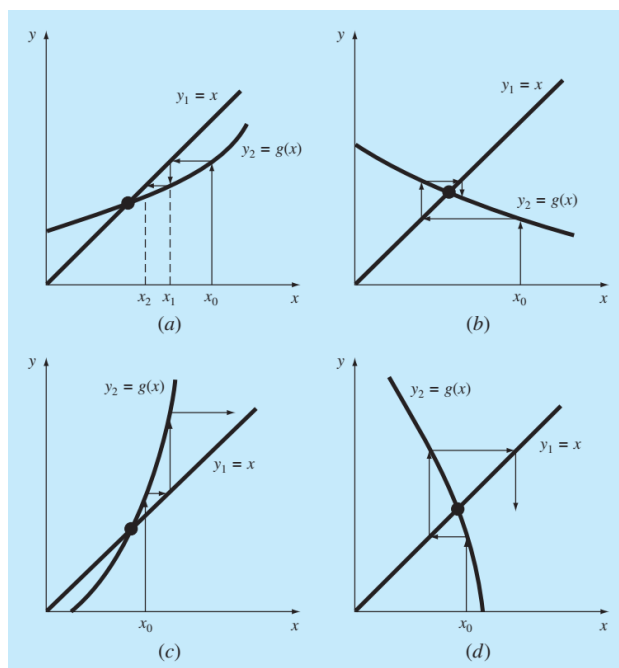 y
y₁ = x
y₂ = g(x)
x₂ x₁ x₀ x
(a)
y
y₁ = x
y₂ = g(x)
x₀ x
(b)
y
y₂ = g(x)
y₁ = x
x₀ x
(c)
y
y₂ = g(x)
y₁ = x
x₀ x
(d)